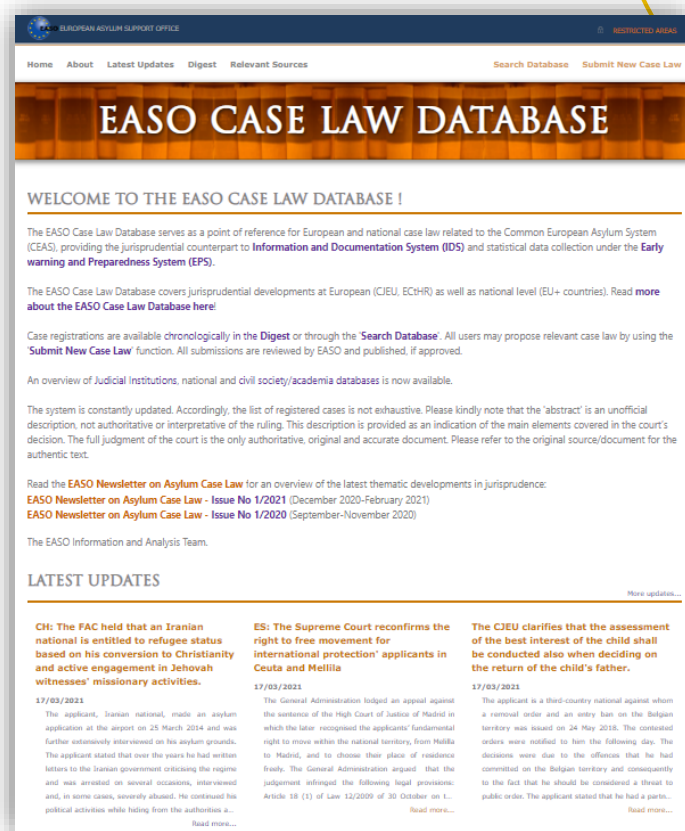 EASO EUROPEAN ASYLUM SUPPORT OFFICE
RESTRICTED AREAS
Home About Latest Updates Digest Relevant Sources
Search Database Submit New Case Law
EASO CASE LAW DATABASE
WELCOME TO THE EASO CASE LAW DATABASE !
The EASO Case Law Database serves as a point of reference for European and national case law related to the Common European Asylum System
(CEAS), providing the jurisprudential counterpart to Information and Documentation System (IDS) and statistical data collection under the Early
warning and Preparedness System (EPS).
The EASO Case Law Database covers jurisprudential developments at European (CJEU, ECtHR) as well as national level (EU+ countries). Read more
about the EASO Case Law Database here!
Case registrations are available chronologically in the Digest or through the 'Search Database'. All users may propose relevant case law by using the
'Submit New Case Law' function. All submissions are reviewed by EASO and published, if approved.
An overview of Judicial Institutions, national and civil society/academia databases is now available.
The system is constantly updated. Accordingly, the list of registered cases is not exhaustive. Please kindly note that the 'abstract' is an unofficial
description, not authoritative or interpretative of the ruling. This description is provided as an indication of the main elements covered in the court's
decision. The full judgment of the court is the only authoritative, original and accurate document. Please refer to the original source/document for the
authentic text.
Read the EASO Newsletter on Asylum Case Law for an overview of the latest thematic developments in jurisprudence:
EASO Newsletter on Asylum Case Law - Issue No 1/2021 (December 2020-February 2021)
EASO Newsletter on Asylum Case Law - Issue No 1/2020 (September-November 2020)
The EASO Information and Analysis Team.
LATEST UPDATES
More updates...
CH: The FAC held that an Iranian
national is entitled to refugee status
based on his conversion to Christianity
and active engagement in Jehovah
witnesses' missionary activities.
17/03/2021
The applicant, Iranian national, made an asylum
application at the airport on 25 March 2014 and was
further extensively interviewed on his asylum grounds.
The applicant stated that over the years he had written
letters to the Iranian government criticising the regime
and was arrested on several occasions, interviewed
and, in some cases, severely abused. He continued his
political activities while hiding from the authorities a...
Read more...
ES: The Supreme Court reconfirms the
right to free movement for
international protection' applicants in
Ceuta and Mellila
17/03/2021
The General Administration lodged an appeal against
the sentence of the High Court of Justice of Madrid in
which the later recognised the applicants' fundamental
right to move within the national territory, from Melilla
to Madrid, and to choose their place of residence
freely. The General Administration argued that the
judgement infringed the following legal provisions:
Article 18 (1) of Law 12/2009 of 30 October on t...
Read more...
The CJEU clarifies that the assessment
of the best interest of the child shall
be conducted also when deciding on
the return of the child's father.
17/03/2021
The applicant is a third-country national against whom
a removal order and an entry ban on the Belgian
territory was issued on 24 May 2018. The contested
orders were notified to him the following day. The
decisions were due to the offences that he had
committed on the Belgian territory and consequently
to the fact that he should be considered a threat to
public order. The applicant stated that he had a partn...
Read more...